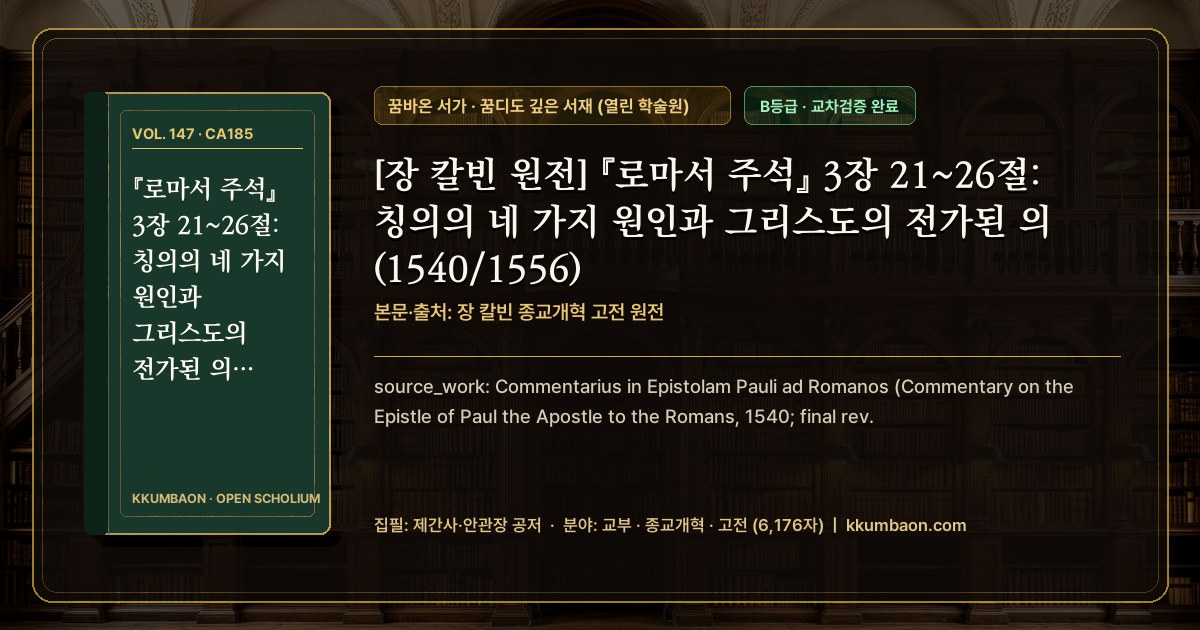 VOL. 147 · CA185
『로마서 주석』
3장 21~26절:
칭의의 네 가지
원인과
그리스도의
전가된 의…
KKUMBAON · OPEN SCHOLIUM
꿈바온 서가 · 꿈디도 깊은 서재 (열린 학술원)
B등급 · 교차검증 완료
[장 칼빈 원전] 『로마서 주석』 3장 21~26절:
칭의의 네 가지 원인과 그리스도의 전가된 의
(1540/1556)
본문·출처: 장 칼빈 종교개혁 고전 원전
source_work: Commentarius in Epistolam Pauli ad Romanos (Commentary on the
Epistle of Paul the Apostle to the Romans, 1540; final rev.
집필: 제간사·안관장 공저 · 분야: 교부 · 종교개혁 · 고전 (6,176자) | kkumbaon.com